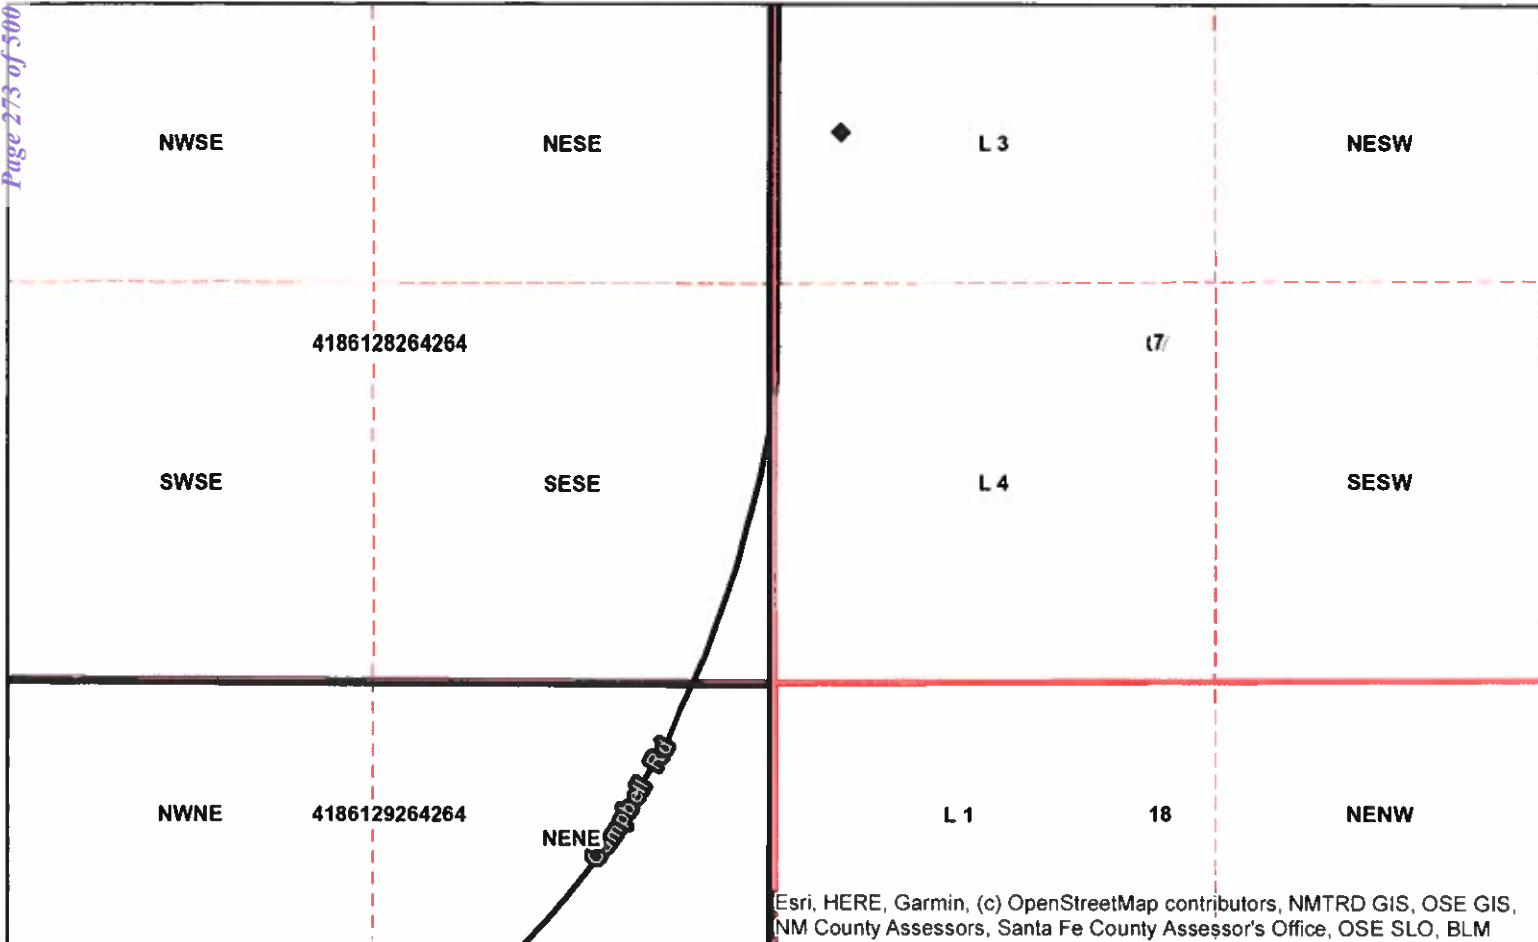 Page 273 of 500
NWSE
NESE
L 3
NESW
4186128264264
SWSE
SESE
L 4
SESW
NWNE
4186129264264
NENE
Campbell Rd
L 1
18
NENW
Esri, HERE, Garmin, (c) OpenStreetMap contributors, NMTRD GIS, OSE GIS,
NM County Assessors, Santa Fe County Assessor's Office, OSE SLO, BLM